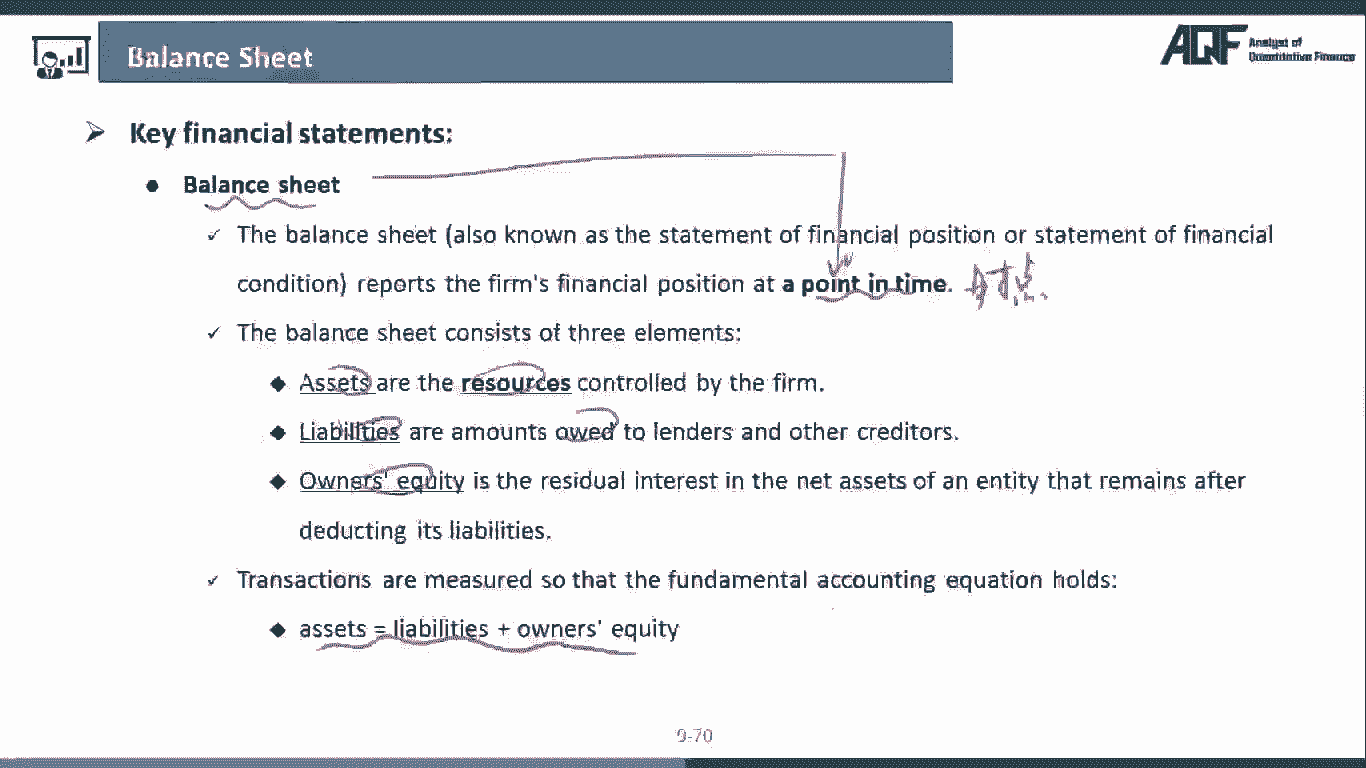 Balance Sheet
AQF Analyst of
Quantitative Finance
➢ Key financial statements:
● Balance sheet
✓ The balance sheet (also known as the statement of financial position or statement of financial
condition) reports the firm's financial position at a point in time. 时点
✓ The balance sheet consists of three elements:
◆ Assets are the resources controlled by the firm.
◆ Liabilities are amounts owed to lenders and other creditors.
◆ Owners' equity is the residual interest in the net assets of an entity that remains after
deducting its liabilities.
✓ Transactions are measured so that the fundamental accounting equation holds:
◆ assets = liabilities + owners' equity
9-70